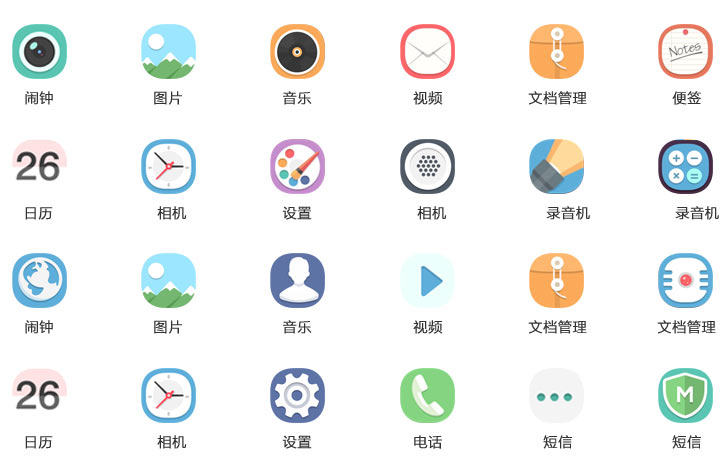 Notes
闹钟 图片 音乐 视频 文档管理 便签
26
日历 相机 设置 相机 录音机 录音机
闹钟 图片 音乐 视频 文档管理 文档管理
26 M
日历 相机 设置 电话 短信 短信